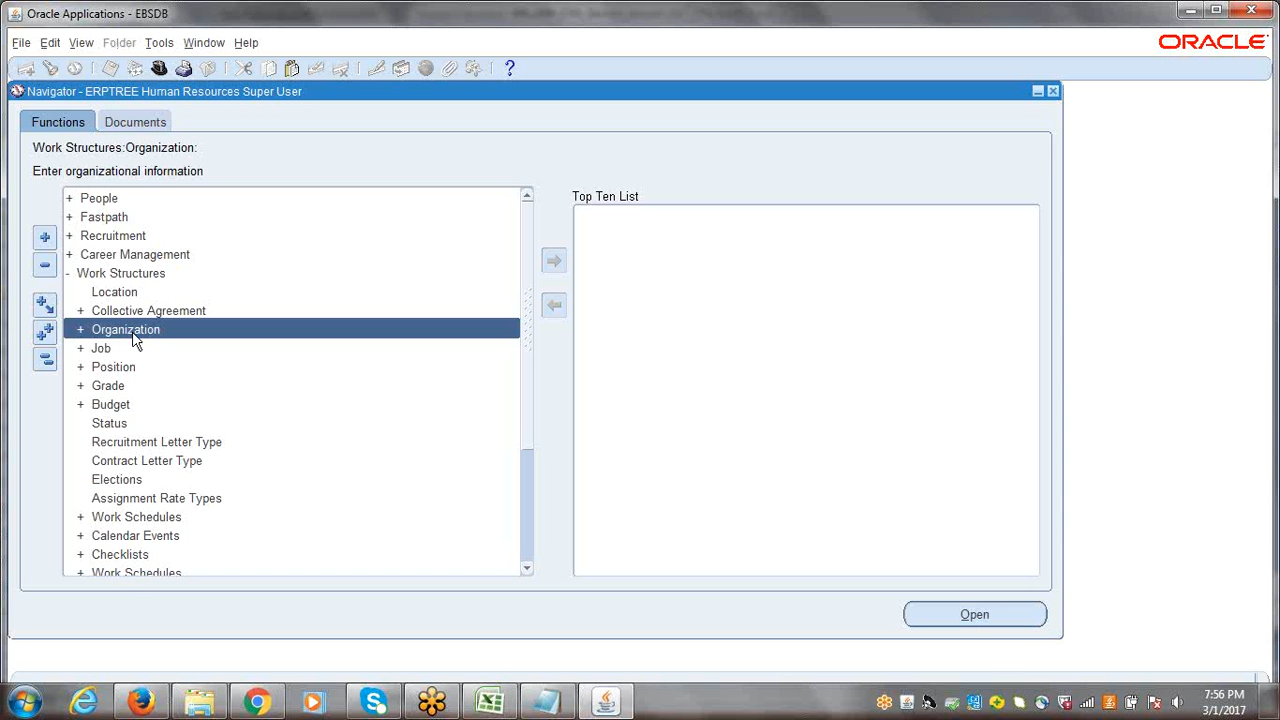 Oracle Applications - EBSDB
File Edit View Folder Tools Window Help
ORACLE
?
Navigator - ERPTREE Human Resources Super User
Functions Documents
Work Structures:Organization:
Enter organizational information
Top Ten List
+ People
+ Fastpath
+ Recruitment
+ Career Management
- Work Structures
Location
+ Collective Agreement
+ Organization
+ Job
+ Position
+ Grade
+ Budget
Status
Recruitment Letter Type
Contract Letter Type
Elections
Assignment Rate Types
+ Work Schedules
+ Calendar Events
+ Checklists
+ Work Schedules
Open
7:56 PM
3/1/2017